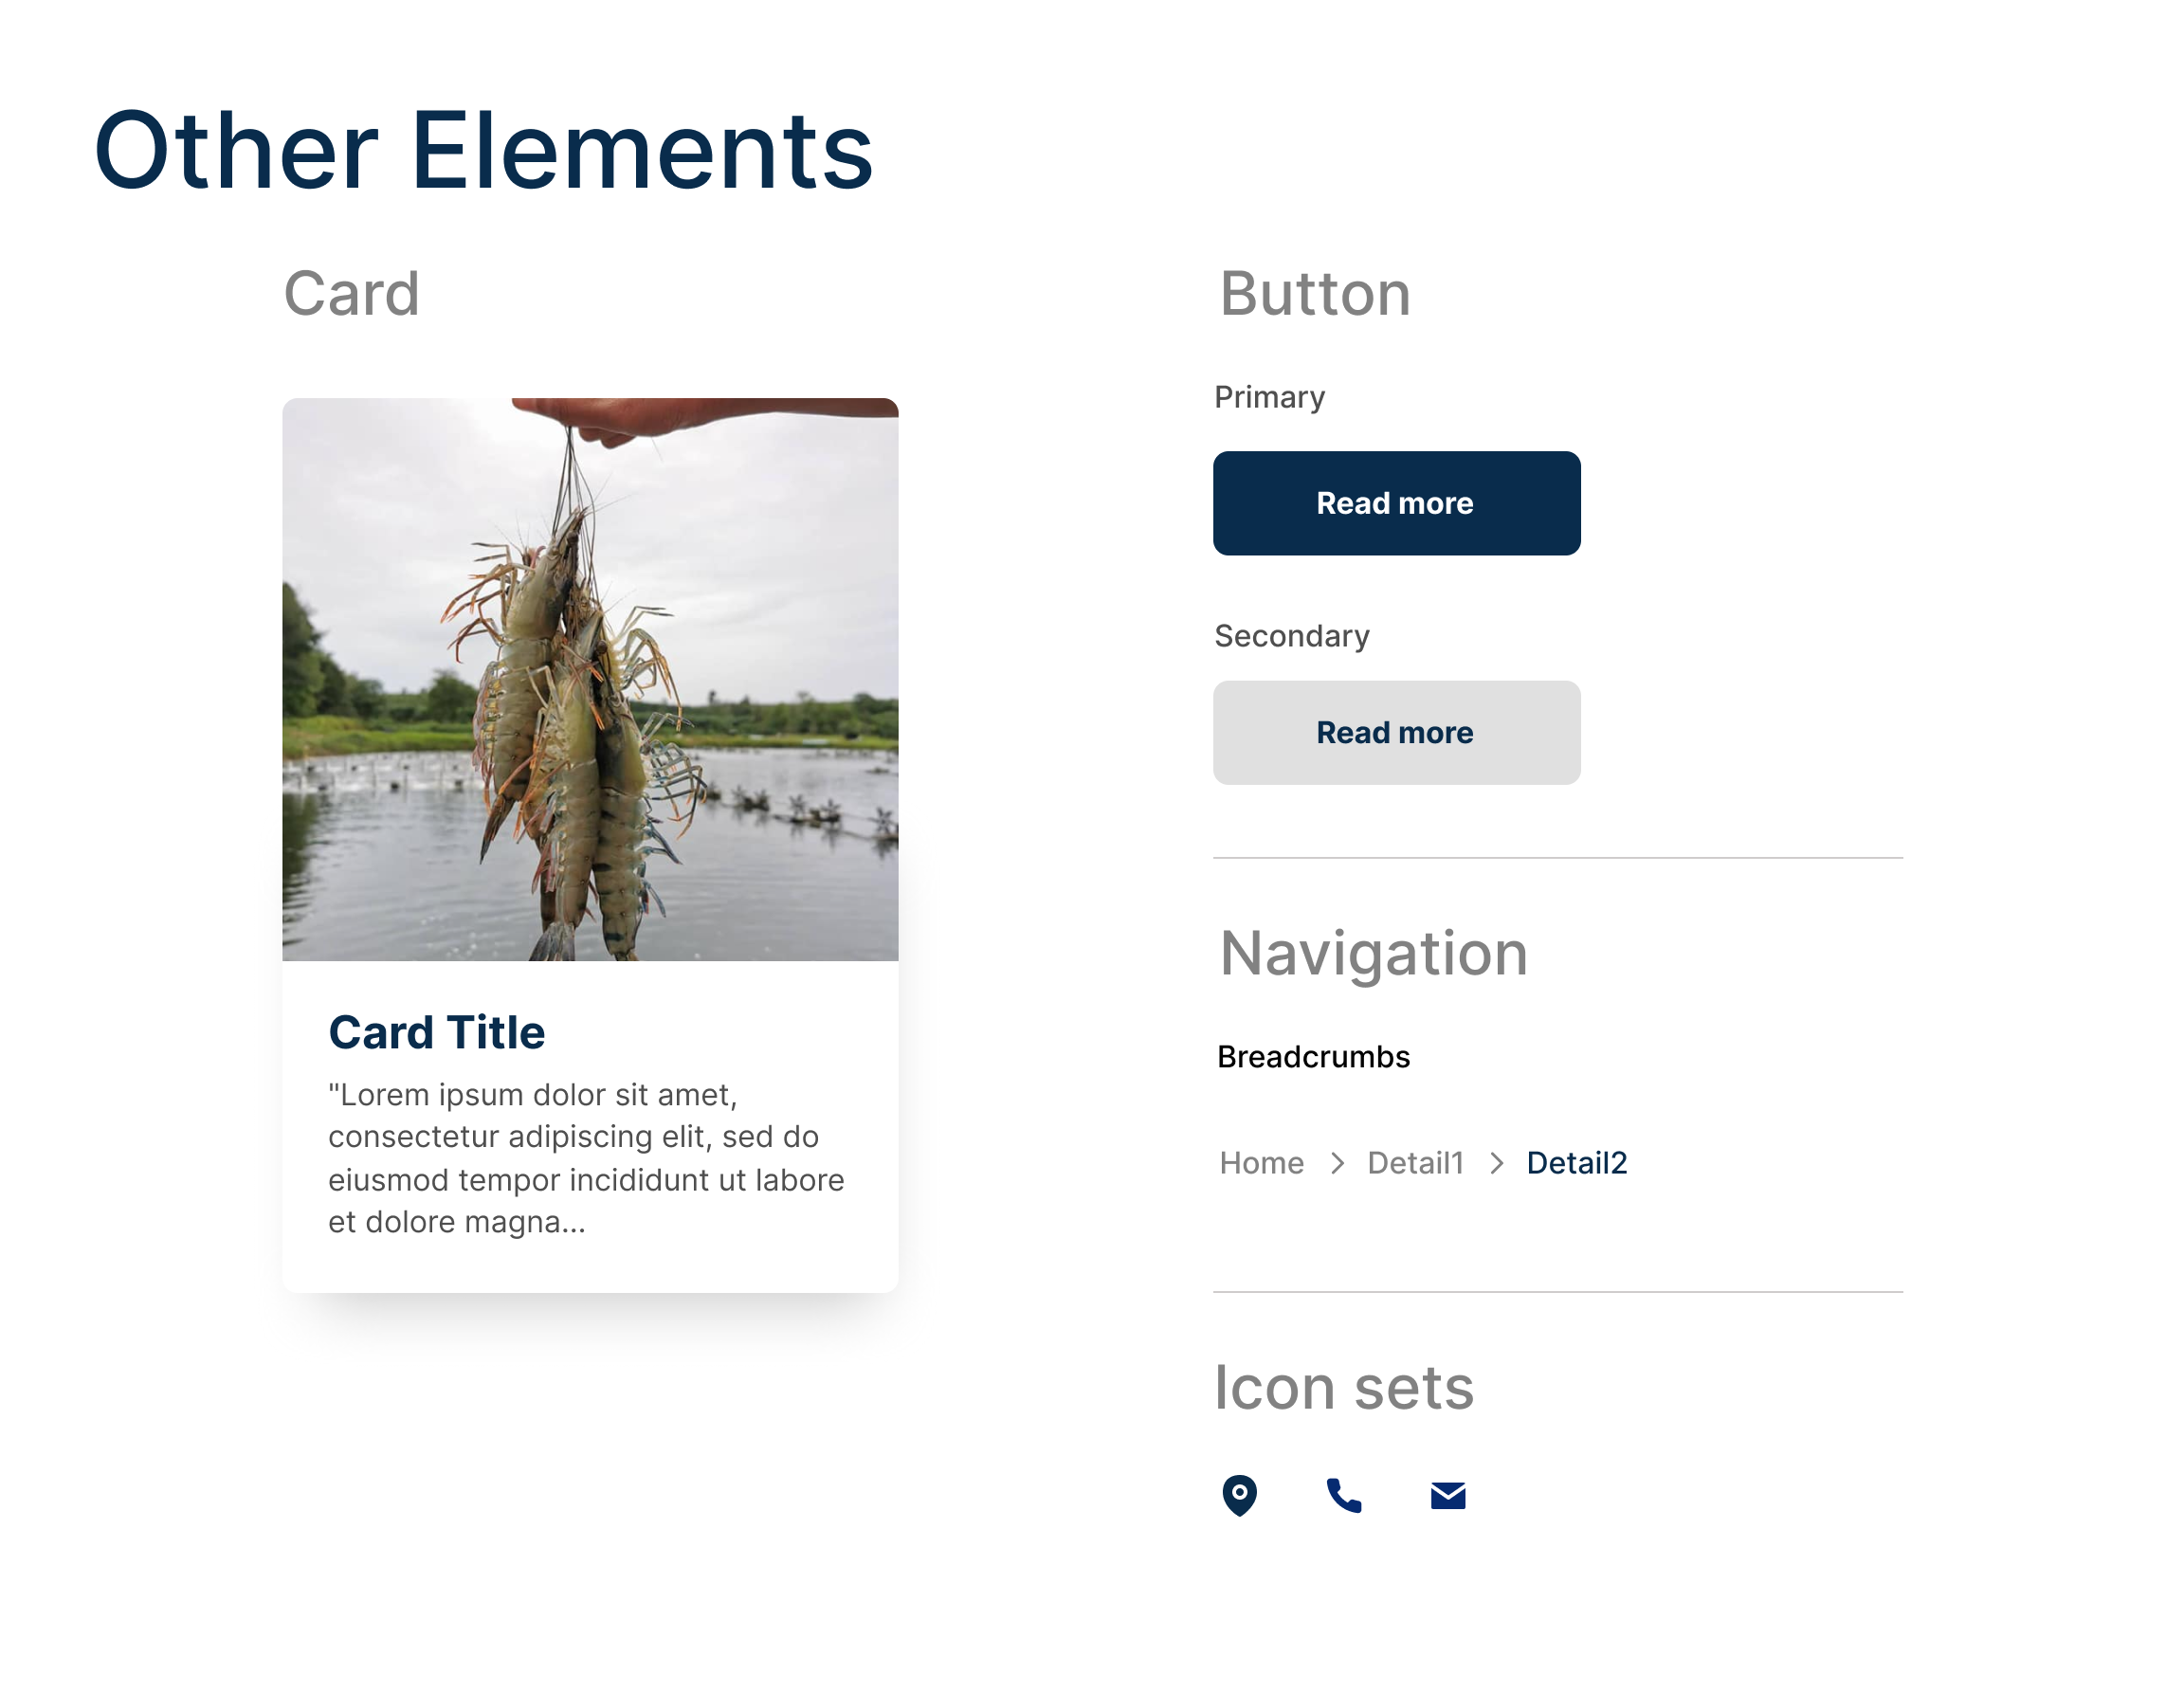 Other Elements
Card
Card Title
"Lorem ipsum dolor sit amet,
consectetur adipiscing elit, sed do
eiusmod tempor incididunt ut labore
et dolore magna...
Button
Primary
Read more
Secondary
Read more
Navigation
Breadcrumbs
Home > Detail1 > Detail2
Icon sets